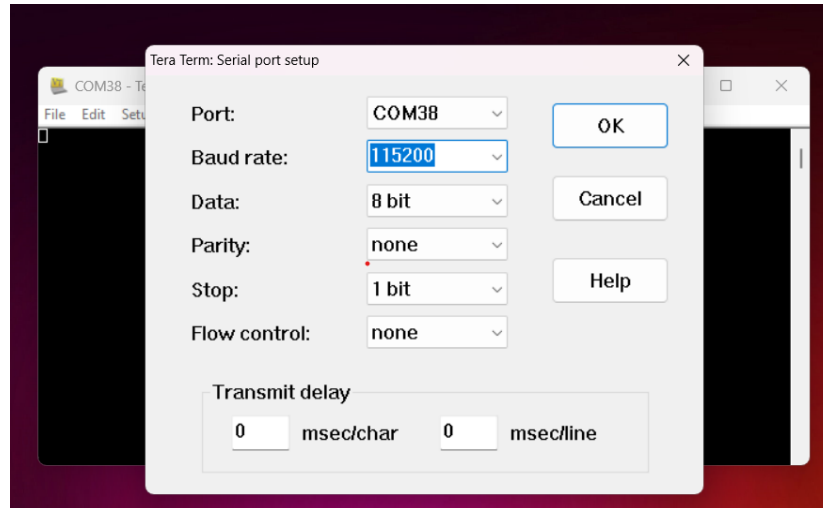 Tera Term: Serial port setup
COM38 - Te
File Edit Setu
Port: COM38
OK
Baud rate: 115200
Data: 8 bit
Cancel
Parity: none
Stop: 1 bit
Help
Flow control: none
Transmit delay
0 msec/char 0 msec/line